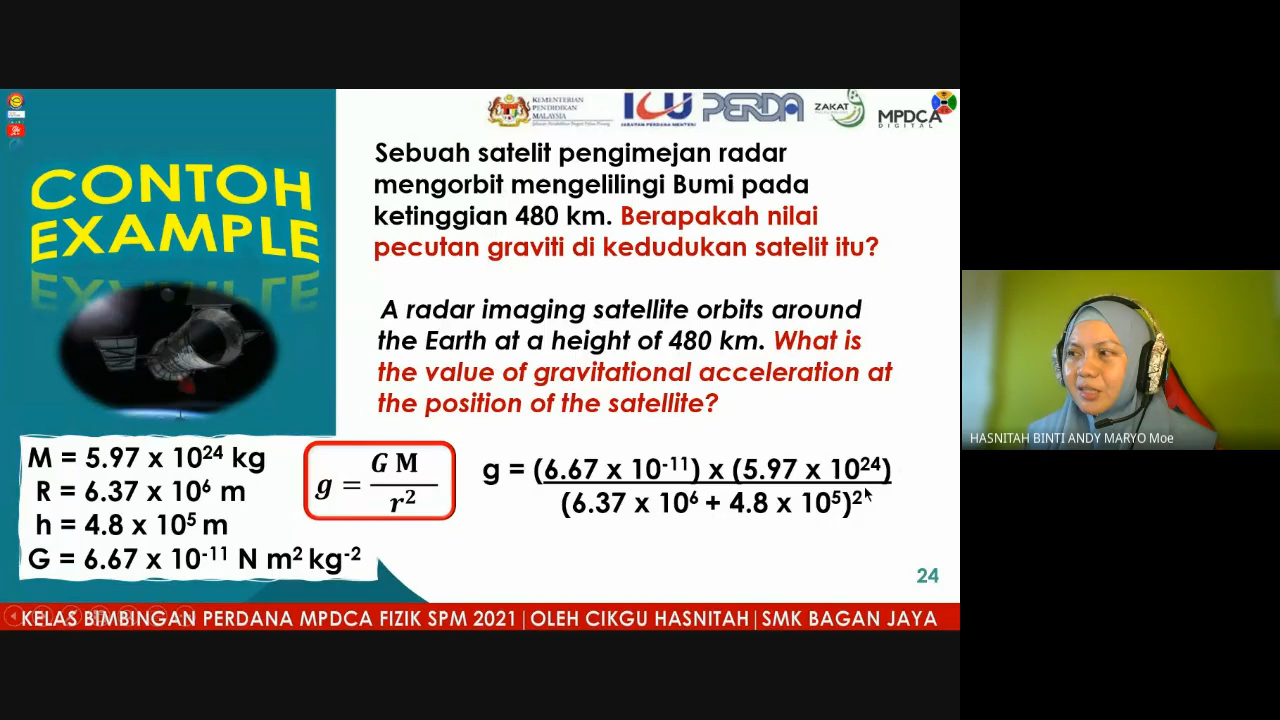 KEMENTERIAN
PENDIDIKAN
MALAYSIA
ICU
JABATAN PERDANA MENTERI
PERDA
ZAKAT
MPDCA
DIGITAL
CONTOH
EXAMPLE
Sebuah satelit pengimejan radar
mengorbit mengelilingi Bumi pada
ketinggian 480 km. Berapakah nilai
pecutan graviti di kedudukan satelit itu?
A radar imaging satellite orbits around
the Earth at a height of 480 km. What is
the value of gravitational acceleration at
the position of the satellite?
M = 5.97 x 10²⁴ kg
R = 6.37 x 10⁶ m
h = 4.8 x 10⁵ m
G = 6.67 x 10⁻¹¹ N m² kg⁻²
g = G M / r²
g = (6.67 x 10⁻¹¹) x (5.97 x 10²⁴)
(6.37 x 10⁶ + 4.8 x 10⁵)²
24
KELAS BIMBINGAN PERDANA MPDCA FIZIK SPM 2021|OLEH CIKGU HASNITAH|SMK BAGAN JAYA
HASNITAH BINTI ANDY MARYO Moe